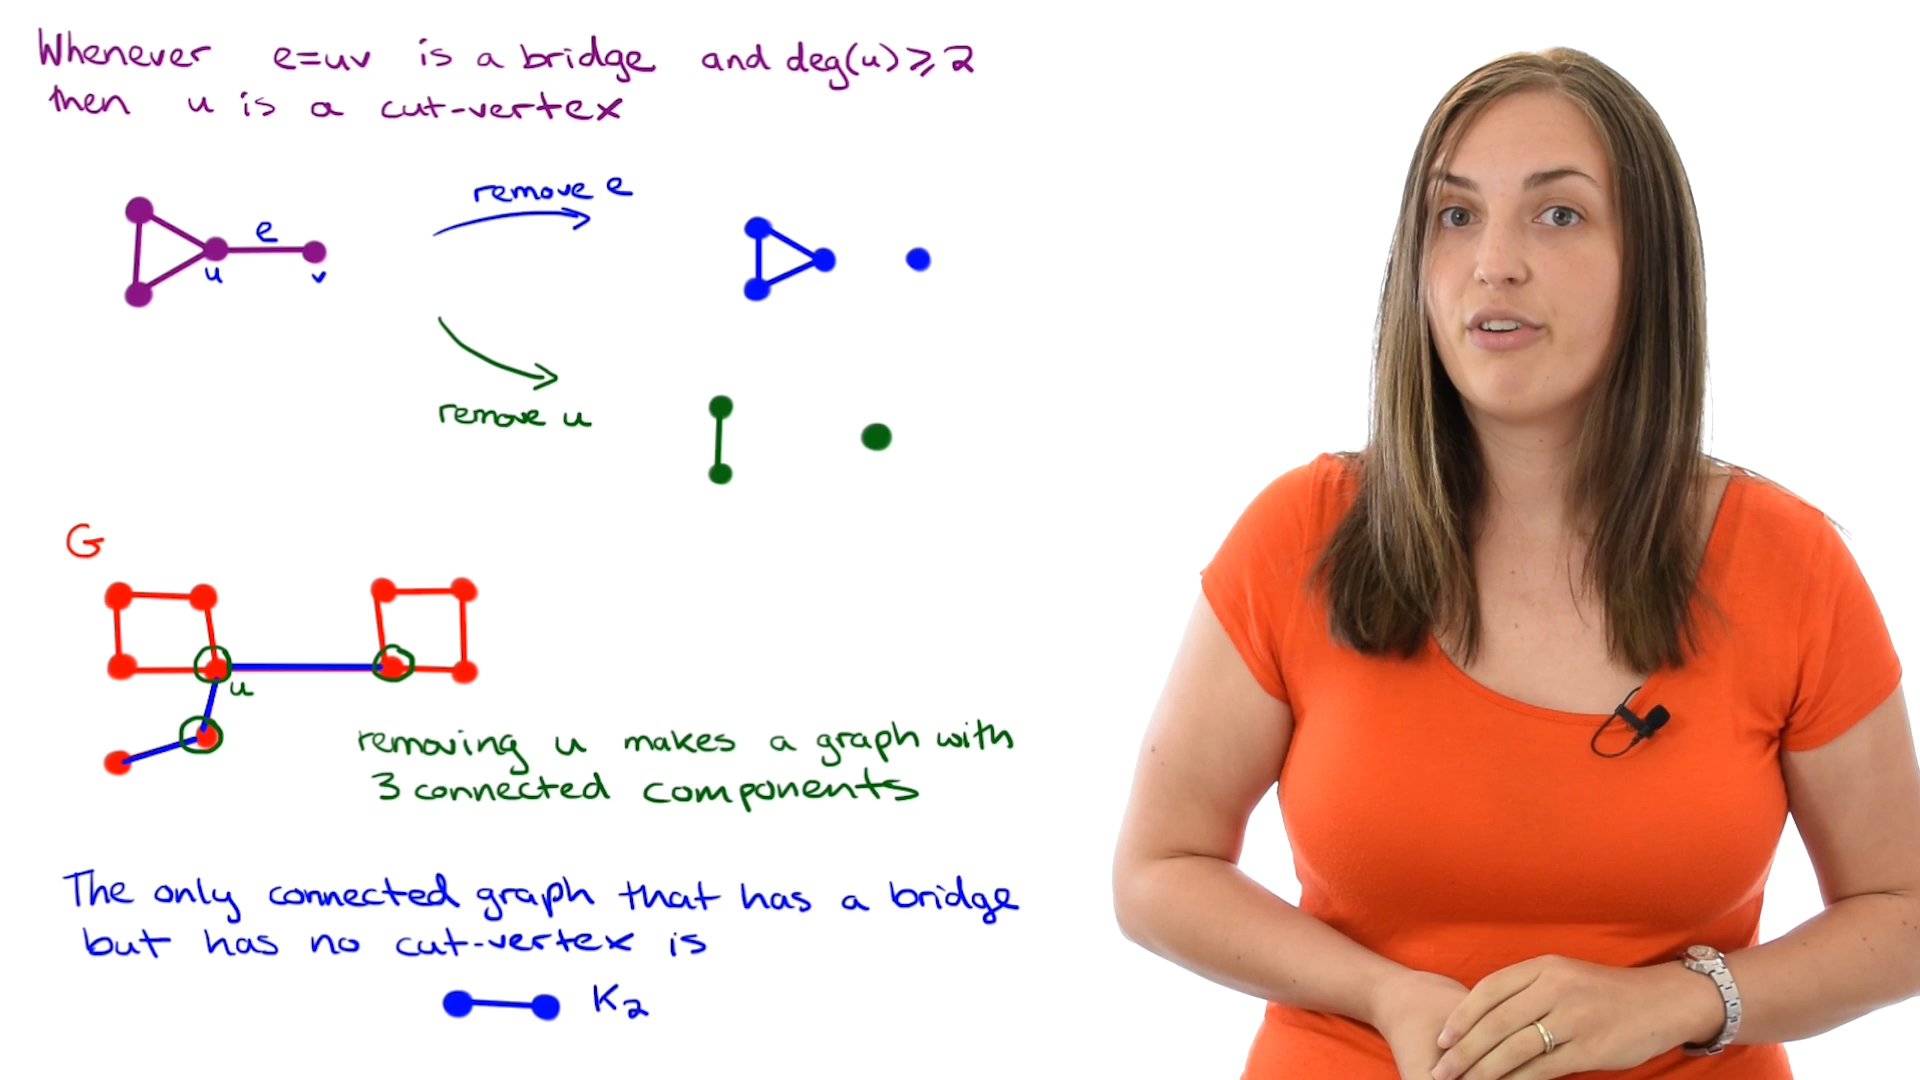 Whenever e=uv is a bridge and deg(u)⩾2
then u is a cut-vertex
remove e
e
u
v
remove u
G
u
removing u makes a graph with
3 connected components
The only connected graph that has a bridge
but has no cut-vertex is
K₂